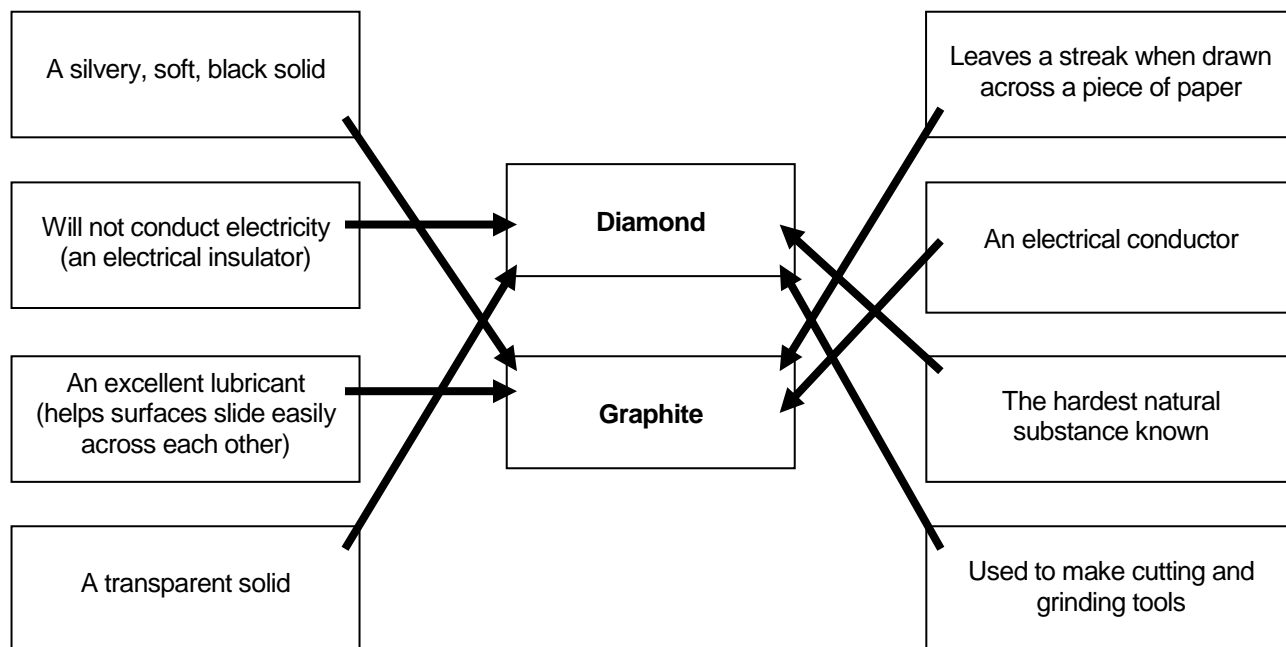 A silvery, soft, black solid
Will not conduct electricity
(an electrical insulator)
An excellent lubricant
(helps surfaces slide easily
across each other)
A transparent solid
Diamond
Graphite
Leaves a streak when drawn
across a piece of paper
An electrical conductor
The hardest natural
substance known
Used to make cutting and
grinding tools